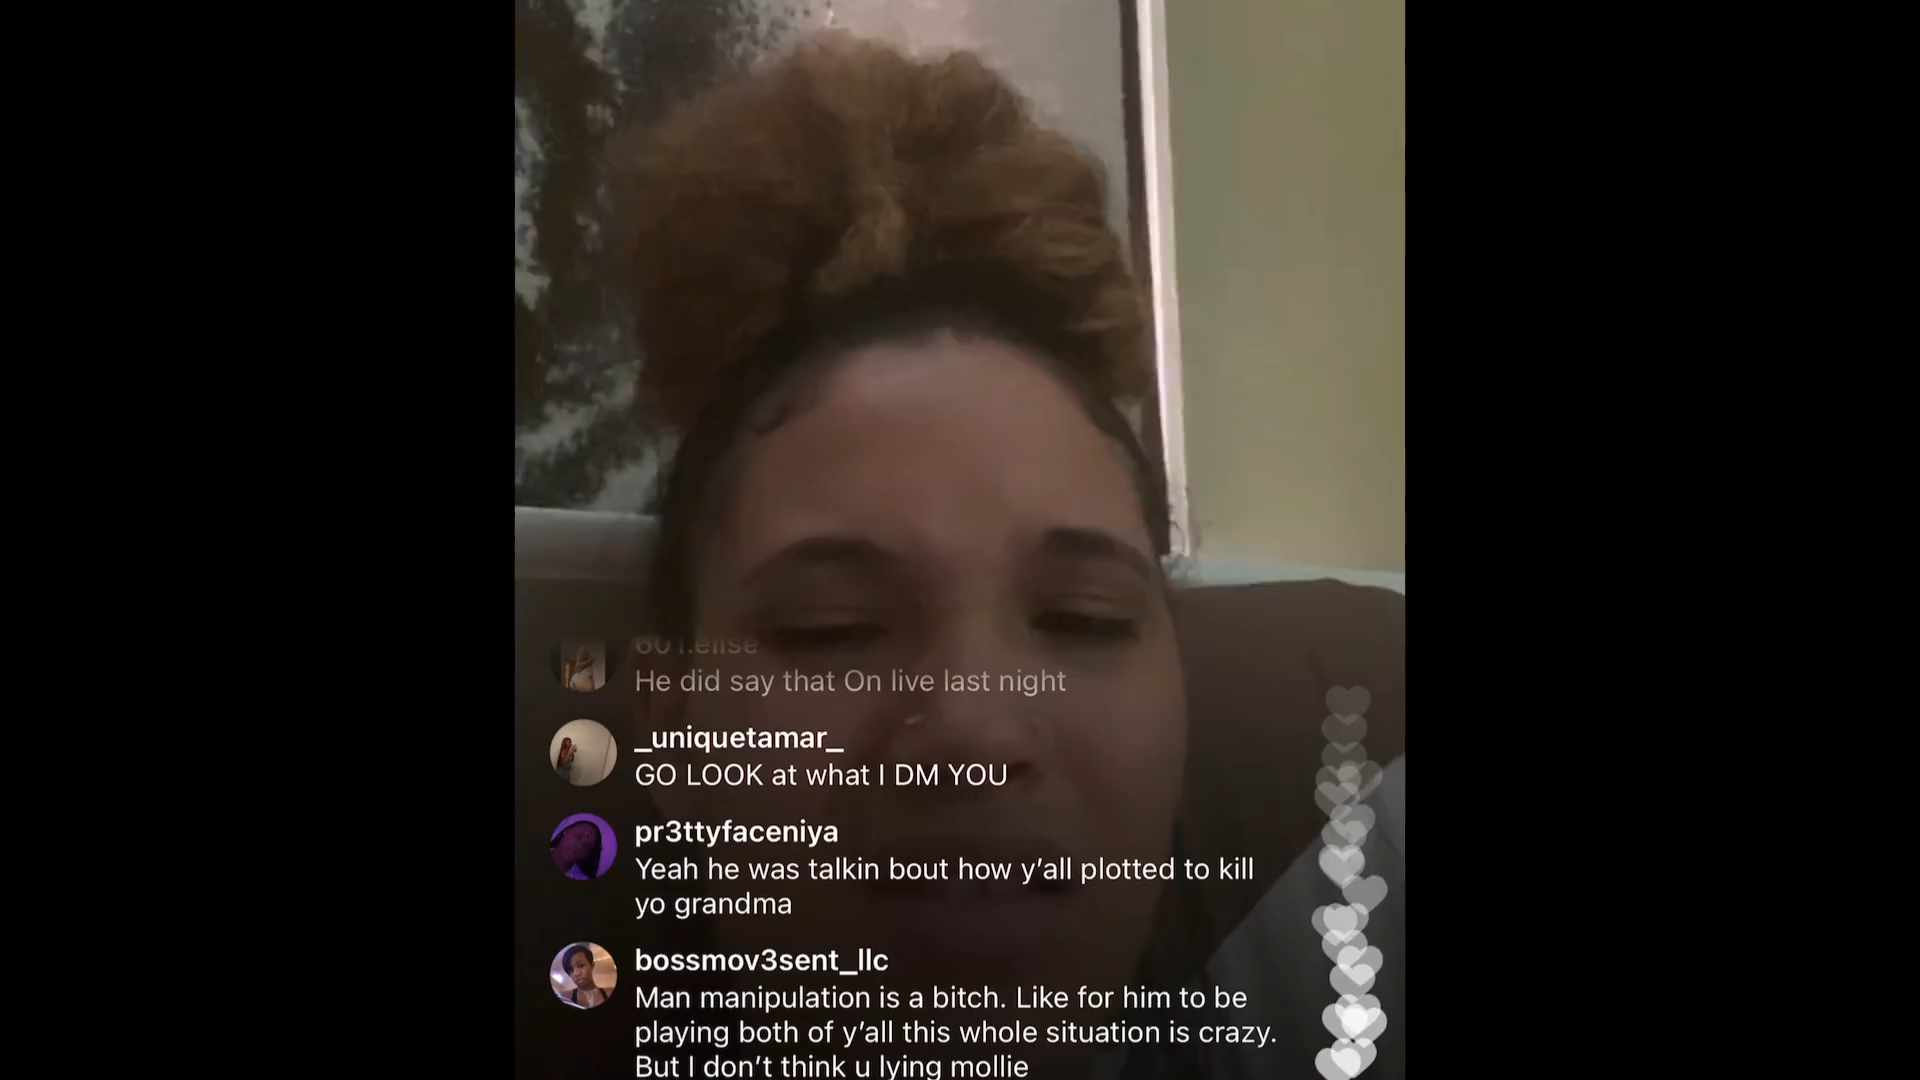 601.elise
He did say that On live last night
_uniquetamar_
GO LOOK at what I DM YOU
pr3ttyfaceniya
Yeah he was talkin bout how y’all plotted to kill
yo grandma
bossmov3sent_llc
Man manipulation is a bitch. Like for him to be
playing both of y’all this whole situation is crazy.
But I don’t think u lying mollie